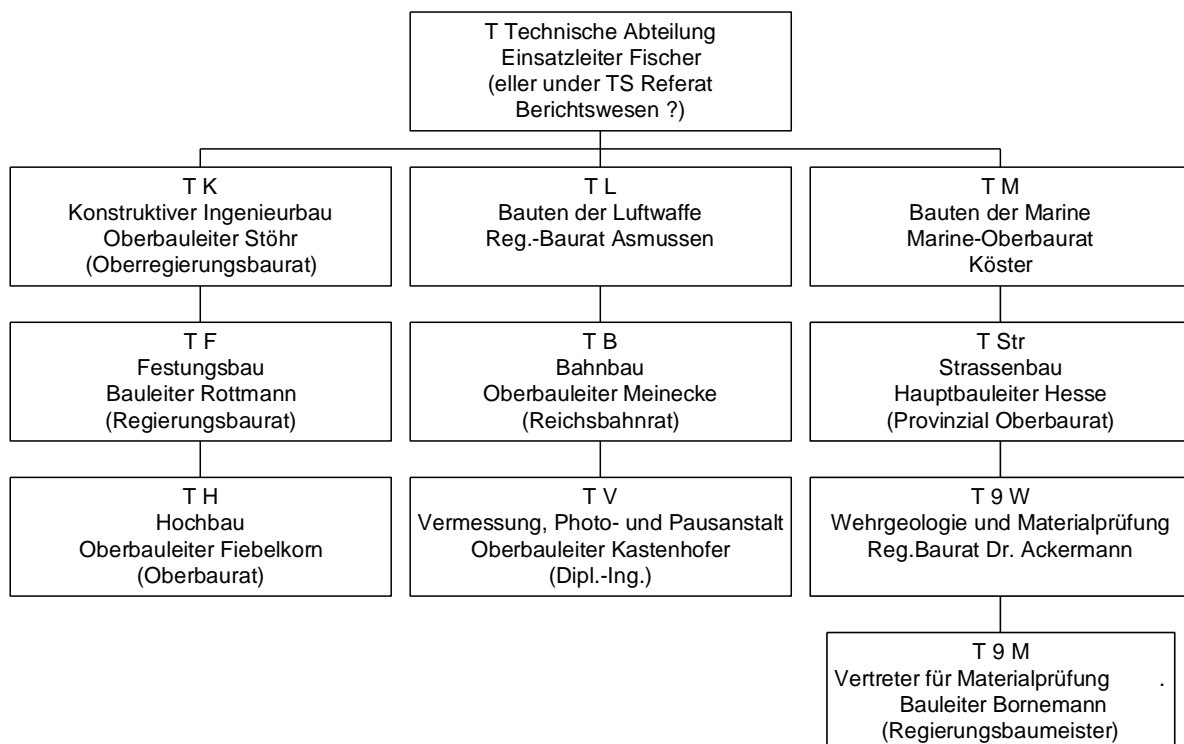 T Technische Abteilung
Einsatzleiter Fischer
(eller under TS Referat
Berichtswesen ?)
T K
Konstruktiver Ingenieurbau
Oberbauleiter Stöhr
(Oberregierungsbaurat)
T L
Bauten der Luftwaffe
Reg.-Baurat Asmussen
T M
Bauten der Marine
Marine-Oberbaurat
Köster
T F
Festungsbau
Bauleiter Rottmann
(Regierungsbaurat)
T B
Bahnbau
Oberbauleiter Meinecke
(Reichsbahnrat)
T Str
Strassenbau
Hauptbauleiter Hesse
(Provinzial Oberbaurat)
T H
Hochbau
Oberbauleiter Fiebelkorn
(Oberbaurat)
T V
Vermessung, Photo- und Pausanstalt
Oberbauleiter Kastenhofer
(Dipl.-Ing.)
T 9 W
Wehrgeologie und Materialprüfung
Reg.Baurat Dr. Ackermann
T 9 M
Vertreter für Materialprüfung .
Bauleiter Bornemann
(Regierungsbaumeister)